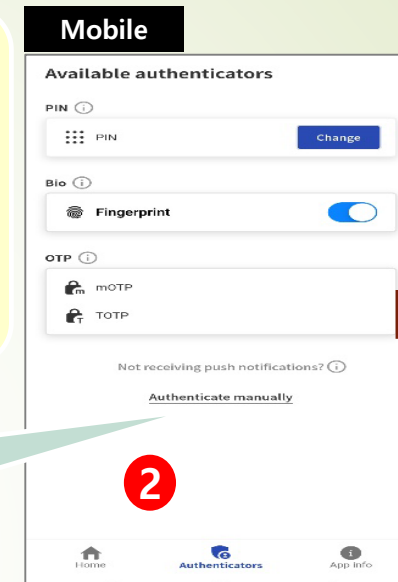 Mobile
Available authenticators
PIN i
PIN Change
Bio i
Fingerprint
OTP i
m mOTP
T TOTP
Not receiving push notifications? i
Authenticate manually
2
Home Authenticators App info